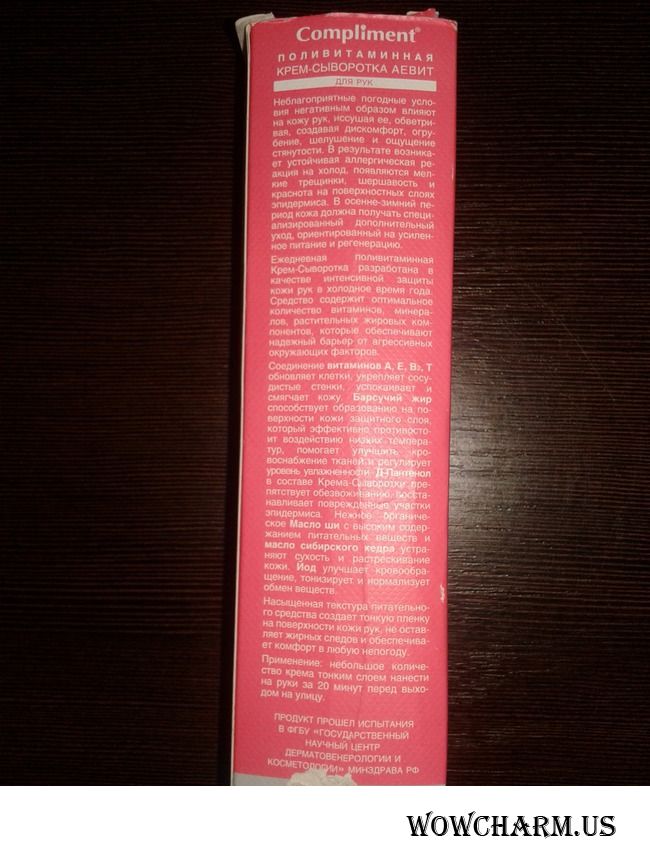 Compliment®
ПОЛИВИТАМИННАЯ
КРЕМ-СЫВОРОТКА АЕВИТ
ДЛЯ РУК
Неблагоприятные погодные усло-
вия негативным образом влияют
на кожу рук, иссушая ее, обветри-
вая, создавая дискомфорт, огру-
бение, шелушение и ощущение
стянутости. В результате возника-
ет устойчивая аллергическая ре-
акция на холод, появляются мел-
кие трещинки, шершавость и
краснота на поверхностных слоях
эпидермиса. В осенне-зимний пе-
риод кожа должна получать специ-
ализированный дополнительный
уход, ориентированный на усилен-
ное питание и регенерацию.
Ежедневная поливитаминная
Крем-Сыворотка разработана в
качестве интенсивной защиты
кожи рук в холодное время года.
Средство содержит оптимальное
количество витаминов, минера-
лов, растительных жировых ком-
понентов, которые обеспечивают
надежный барьер от агрессивных
окружающих факторов.
Соединение витаминов А, Е, В₅, Т
обновляет клетки, укрепляет сосу-
дистые стенки, успокаивает и
смягчает кожу. Барсучий жир
способствует образованию на по-
верхности кожи защитного слоя,
который эффективно противосто-
ит воздействию низких темпера-
тур, помогает улучшить кро-
воснабжение тканей и регулирует
уровень увлажненности. Д-Пантенол
в составе Крема-Сыворотки пре-
пятствует обезвоживанию, восста-
навливает поврежденные участки
эпидермиса. Нежное органиче-
ское Масло ши с высоким содер-
жанием питательных веществ и
масло сибирского кедра устра-
няют сухость и растрескивание
кожи. Йод улучшает кровообра-
щение, тонизирует и нормализует
обмен веществ.
Насыщенная текстура питательно-
го средства создает тонкую пленку
на поверхности кожи рук, не остав-
ляет жирных следов и обеспечива-
ет комфорт в любую непогоду.
Применение: небольшое количе-
ство крема тонким слоем нанести
на руки за 20 минут перед выхо-
дом на улицу.
ПРОДУКТ ПРОШЕЛ ИСПЫТАНИЯ
В ФГБУ «ГОСУДАРСТВЕННЫЙ
НАУЧНЫЙ ЦЕНТР
ДЕРМАТОВЕНЕРОЛОГИИ И
КОСМЕТОЛОГИИ» МИНЗДРАВА РФ
WOWCHARM.US